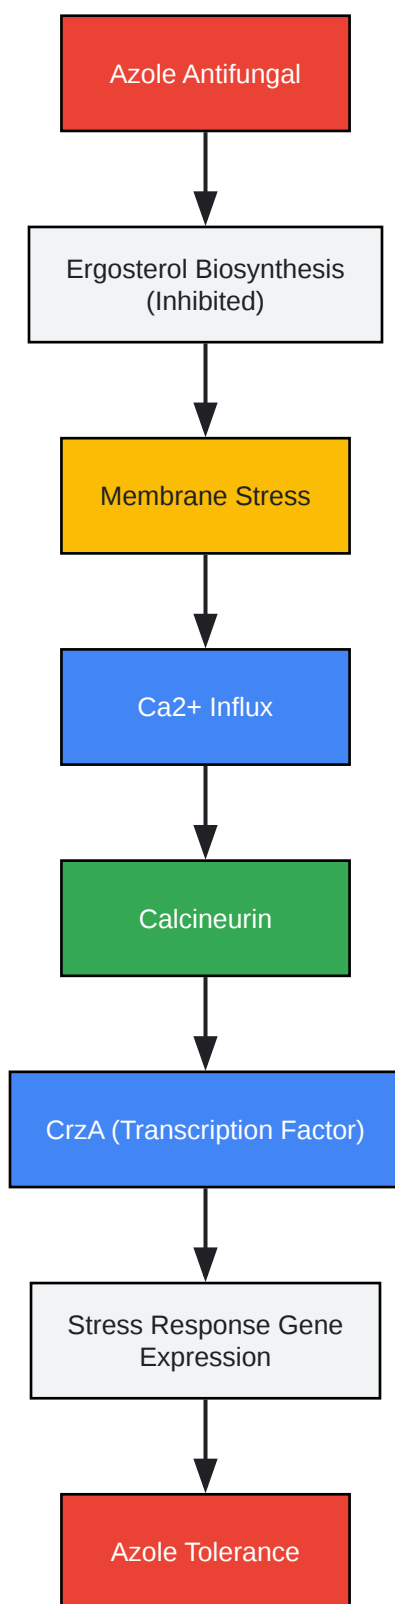 Azole Antifungal
Ergosterol Biosynthesis
(Inhibited)
Membrane Stress
Ca2+ Influx
Calcineurin
CrzA (Transcription Factor)
Stress Response Gene
Expression
Azole Tolerance